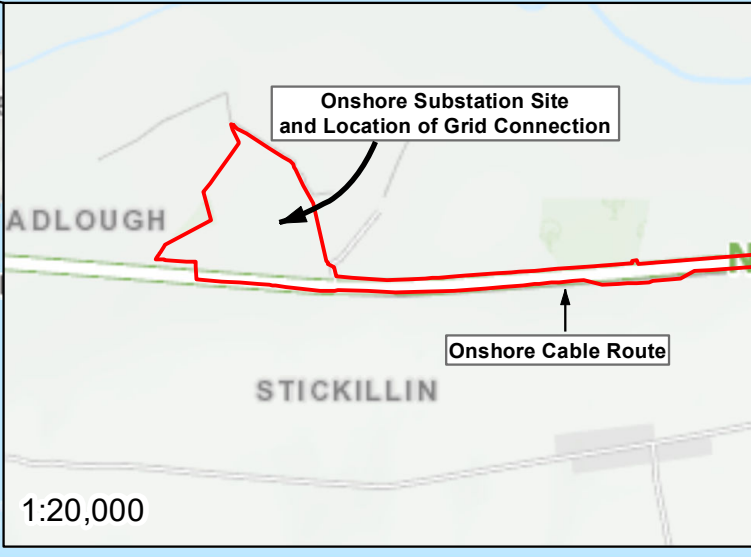 Onshore Substation Site
and Location of Grid Connection
ADLOUGH
N
Onshore Cable Route
STICKILLIN
1:20,000